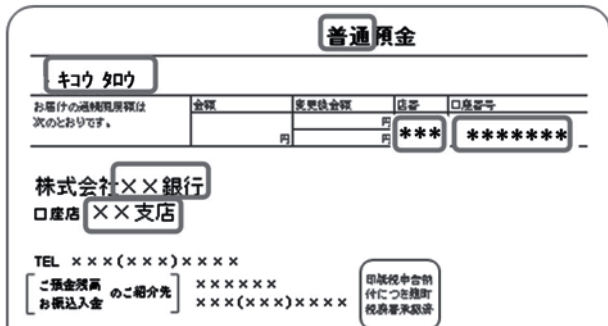 普通預金
キコウ タロウ
お届けの通帳限度額は 金額 変更後金額 店番 口座番号
次のとおりです。 円 円 円 *** *******
株式会社××銀行
口座店 ××支店
TEL ×××(×××)××××
ご預金残高 お振込入金 のご紹介先 ××××××
×××(×××)××××
印紙税申告納
付につき麹町
税務署承認済